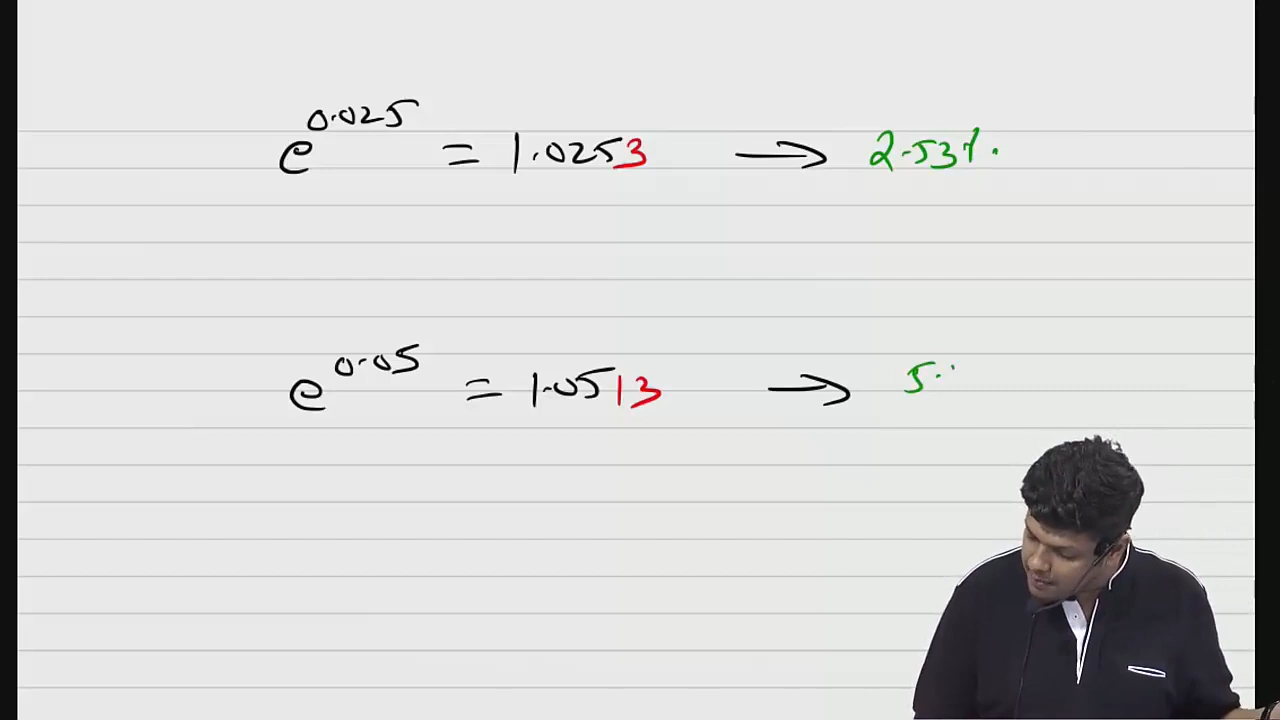 e^0.025 = 1.0253 → 2.53%.
e^0.05 = 1.0513 → 5.